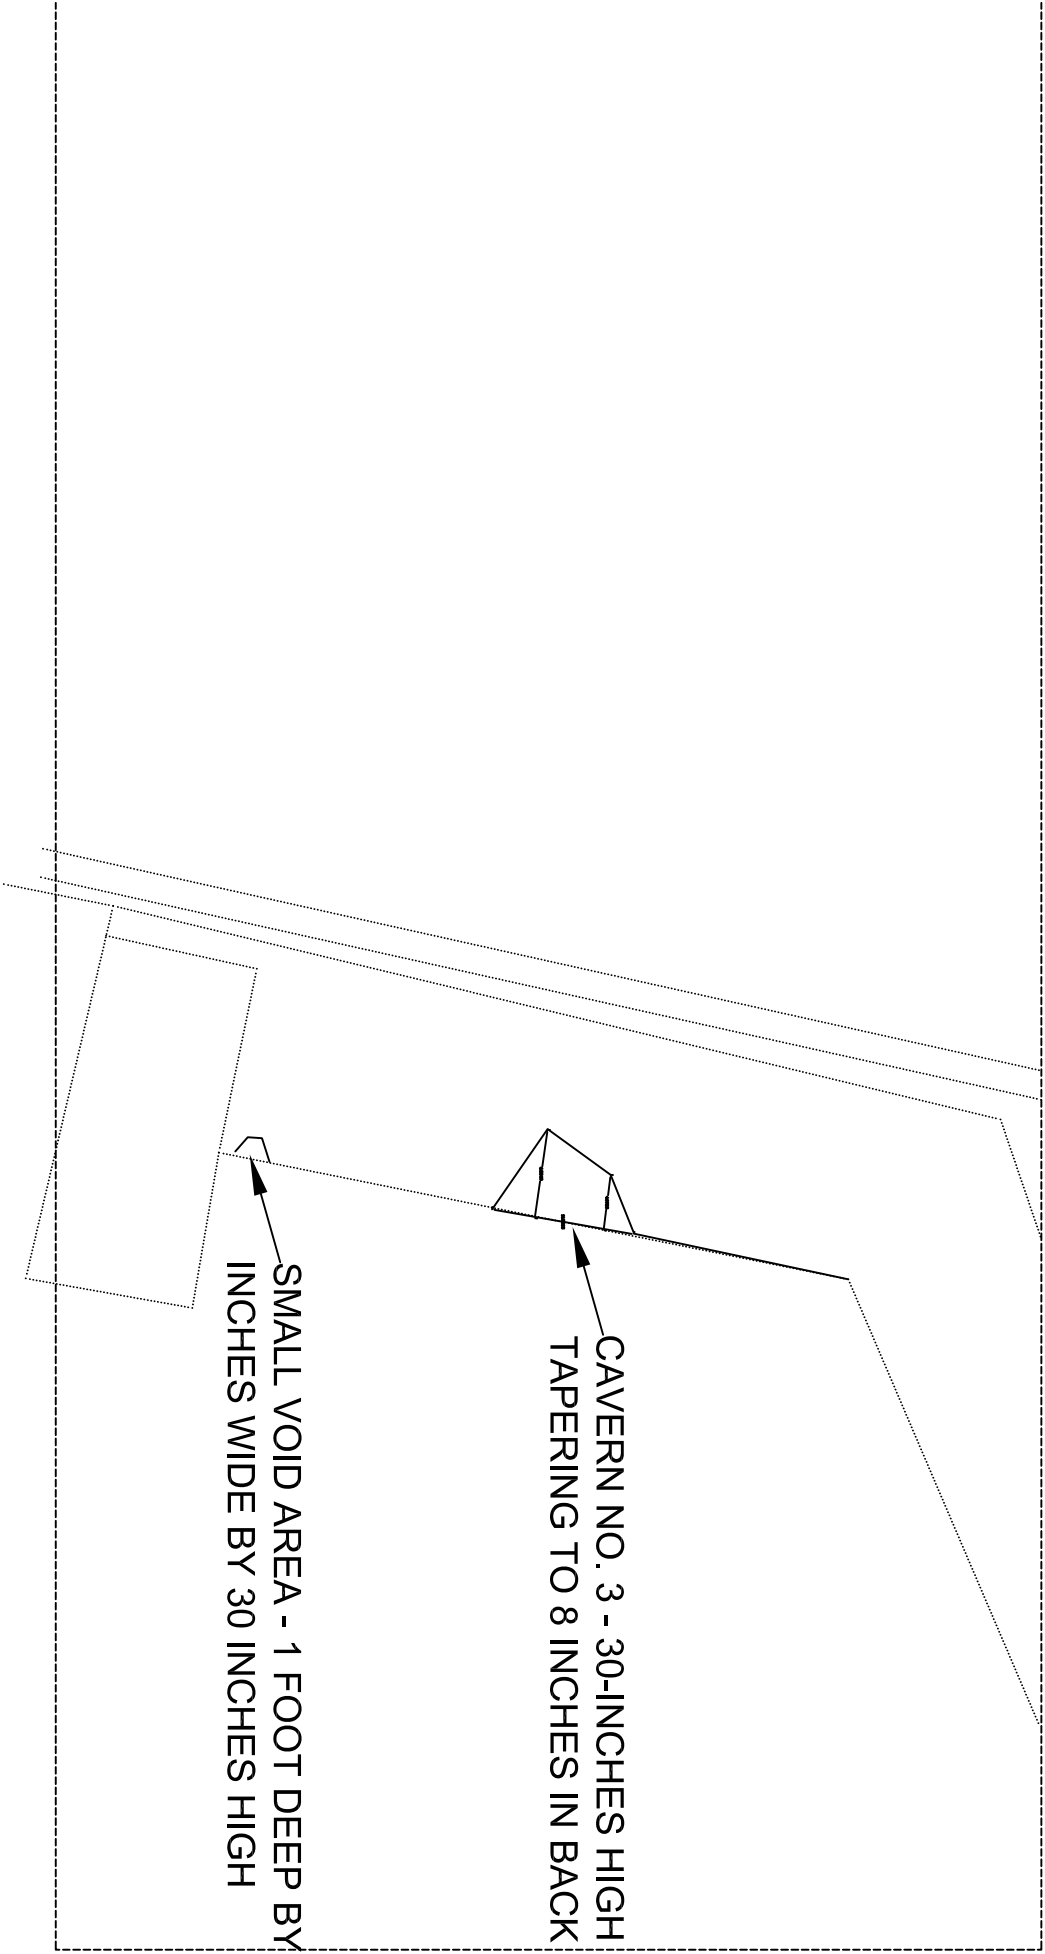 CAVERN NO. 3 - 30-INCHES HIGH
TAPERING TO 8 INCHES IN BACK
SMALL VOID AREA - 1 FOOT DEEP BY
INCHES WIDE BY 30 INCHES HIGH